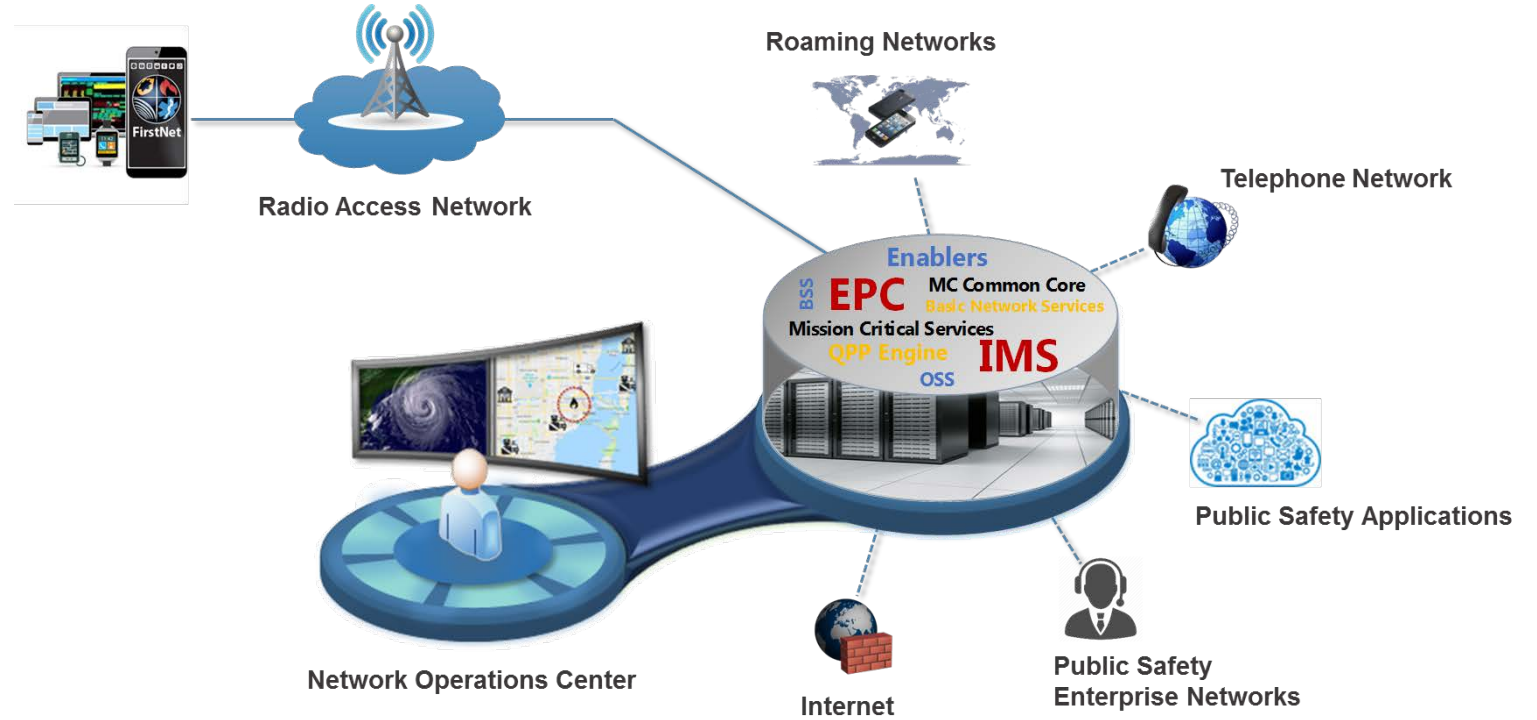 Roaming Networks
FirstNet
Telephone Network
Radio Access Network
Enablers
BSS
EPC
MC Common Core
Basic Network Services
Mission Critical Services
QPP Engine
IMS
OSS
Public Safety Applications
Network Operations Center
Public Safety
Enterprise Networks
Internet